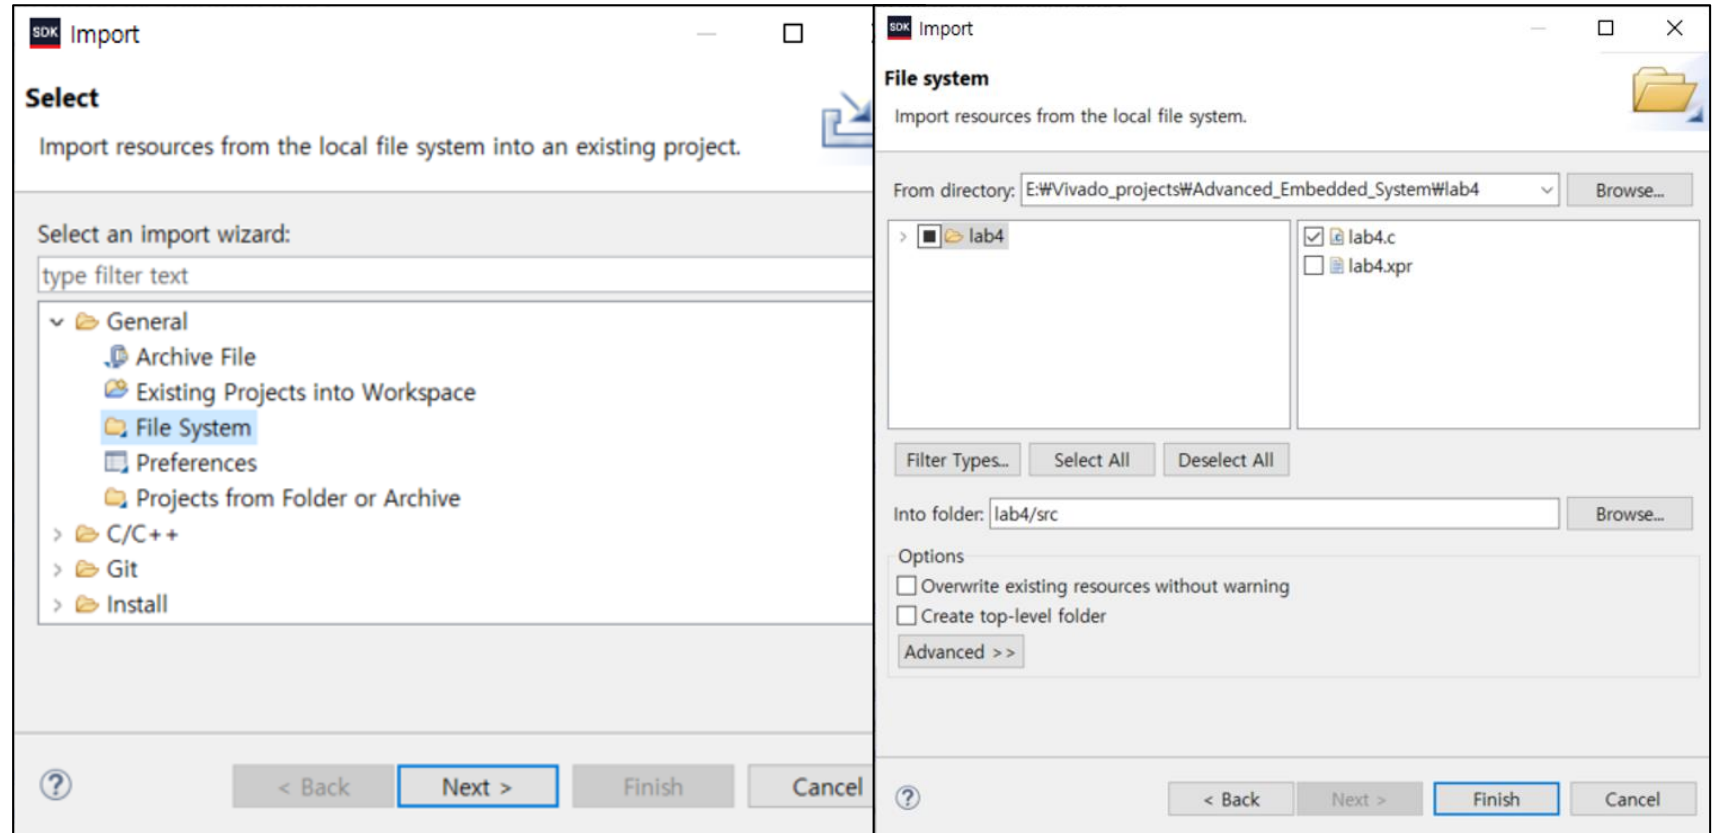 SDK Import
Select
Import resources from the local file system into an existing project.
Select an import wizard:
type filter text
General
Archive File
Existing Projects into Workspace
File System
Preferences
Projects from Folder or Archive
C/C++
Git
Install
? < Back Next > Finish Cancel
SDK Import
File system
Import resources from the local file system.
From directory: E:₩Vivado_projects₩Advanced_Embedded_System₩lab4 Browse...
lab4
lab4.c
lab4.xpr
Filter Types... Select All Deselect All
Into folder: lab4/src Browse...
Options
Overwrite existing resources without warning
Create top-level folder
Advanced >>
? < Back Next > Finish Cancel